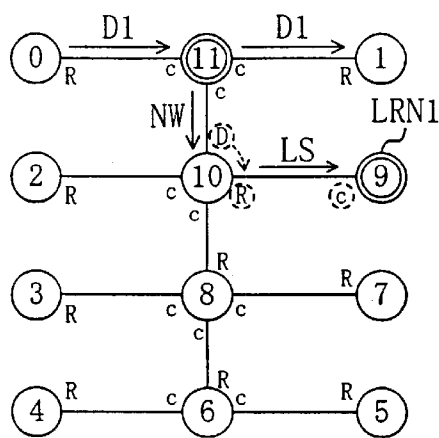 D1 D1
0 11 1
R c c R
c
NW LRN1
D LS
2 10 9
R c R c
c
R
3 8 7
R c c R
c
R R R
4 c 6 c 5